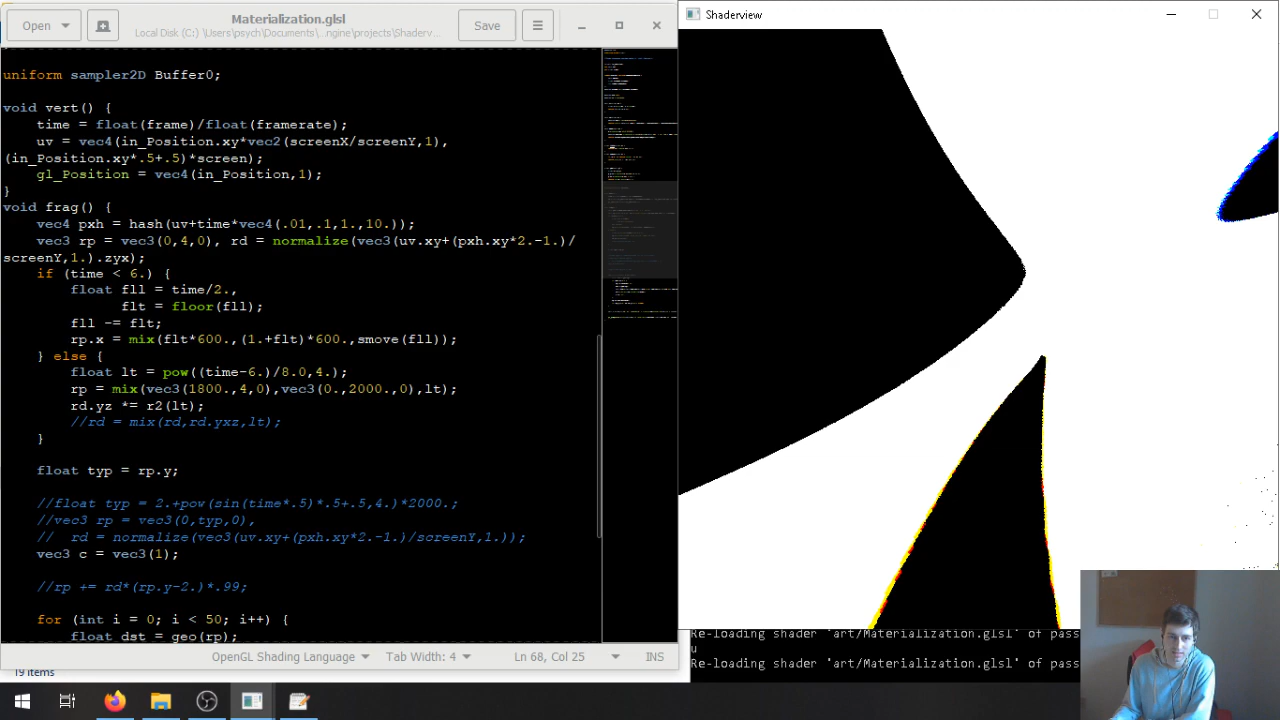 Open
Materialization.glsl
Local Disk (C:) \Users\psych\Documents\...ngine\projects\Shaderv...
Save
uniform sampler2D Buffer0;
void vert() {
time = float(frame)/float(framerate);
uv = vec4(in_Position.xy*vec2(screenX/screenY,1),
(in_Position.xy*.5+.5)*screen);
gl_Position = vec4(in_Position,1);
}
void frag() {
vec4 pxh = hash(uv+time*vec4(.01,.1,1.,10.));
vec3 rp = vec3(0,4,0), rd = normalize(vec3(uv.xy+(pxh.xy*2.-1.)/
screenY,1.).zyx);
if (time < 6.) {
float fll = time/2.,
flt = floor(fll);
fll -= flt;
rp.x = mix(flt*600.,(1.+flt)*600.,smove(fll));
} else {
float lt = pow((time-6.)/8.0,4.);
rp = mix(vec3(1800.,4,0),vec3(0.,2000.,0),lt);
rd.yz *= r2(lt);
//rd = mix(rd,rd.yxz,lt);
}
float typ = rp.y;
//float typ = 2.+pow(sin(time*.5)*.5+.5,4.)*2000.;
//vec3 rp = vec3(0,typ,0),
// rd = normalize(vec3(uv.xy+(pxh.xy*2.-1.)/screenY,1.));
vec3 c = vec3(1);
//rp += rd*(rp.y-2.)*.99;
for (int i = 0; i < 50; i++) {
float dst = geo(rp);
OpenGL Shading Language
Tab Width: 4
Ln 68, Col 25
INS
19 items
Shaderview
Re-loading shader 'art/Materialization.glsl' of pass
u
Re-loading shader 'art/Materialization.glsl' of pass